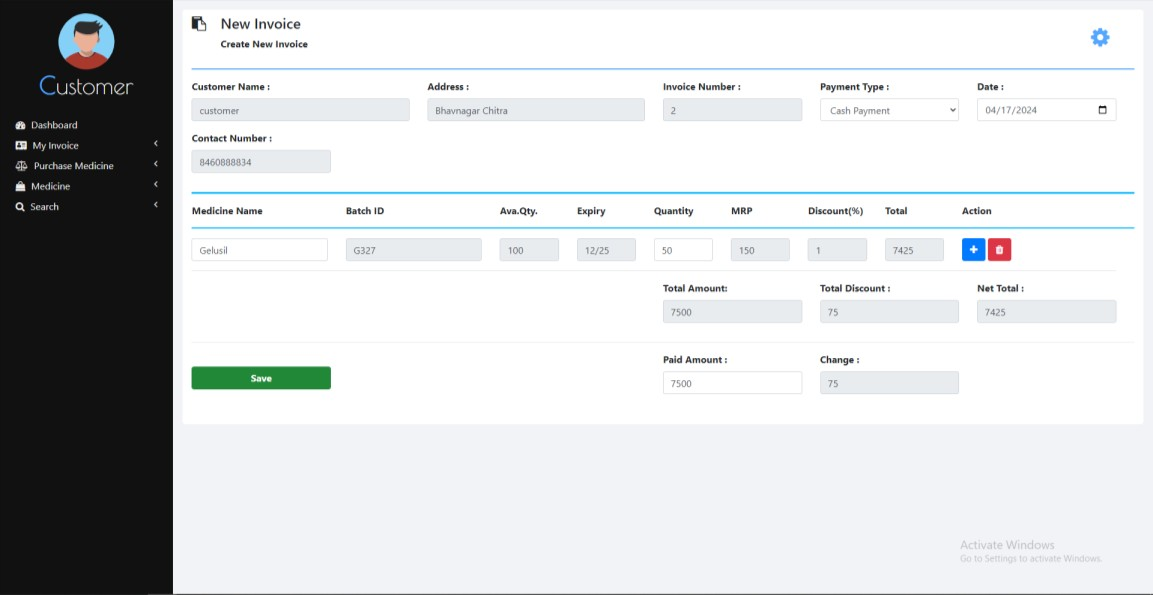 Customer
Dashboard
My Invoice
Purchase Medicine
Medicine
Search
New Invoice
Create New Invoice
Customer Name : Address : Invoice Number : Payment Type : Date :
customer Bhavnagar Chitra 2 Cash Payment 04/17/2024
Contact Number :
8460888834
Medicine Name Batch ID Ava.Qty. Expiry Quantity MRP Discount(%) Total Action
Gelusil G327 100 12/25 50 150 1 7425
Total Amount: Total Discount : Net Total :
7500 75 7425
Paid Amount : Change :
Save 7500 75
Activate Windows
Go to Settings to activate Windows.